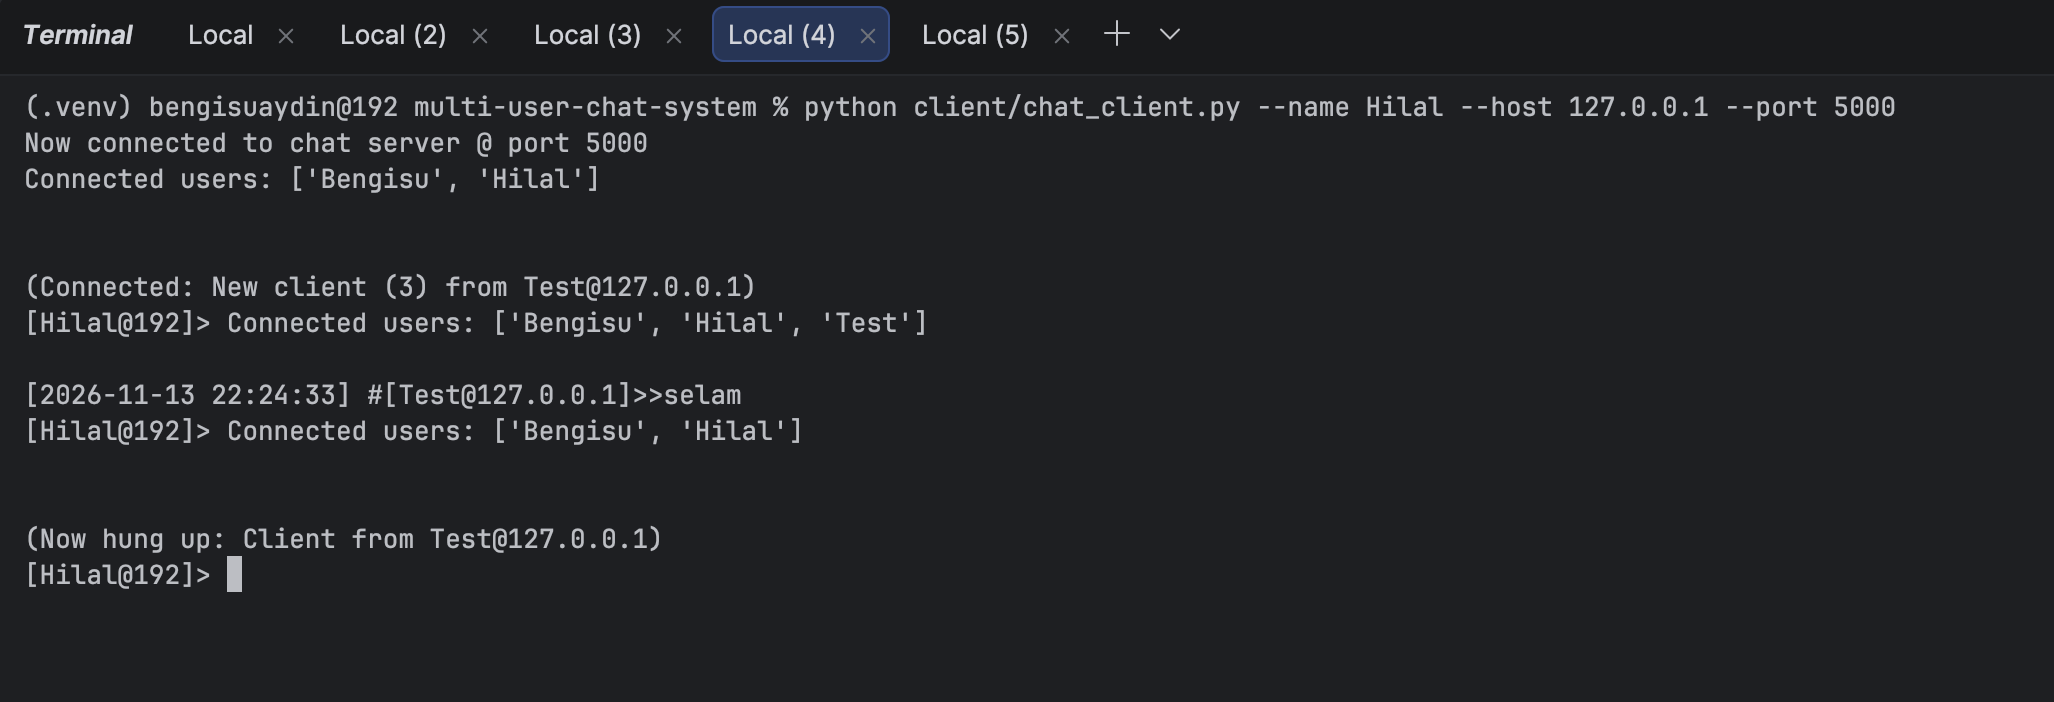 Terminal Local × Local (2) × Local (3) × Local (4) × Local (5) × +
(.venv) bengisuaydin@192 multi-user-chat-system % python client/chat_client.py --name Hilal --host 127.0.0.1 --port 5000
Now connected to chat server @ port 5000
Connected users: ['Bengisu', 'Hilal']
(Connected: New client (3) from Test@127.0.0.1)
[Hilal@192]> Connected users: ['Bengisu', 'Hilal', 'Test']
[2026-11-13 22:24:33] #[Test@127.0.0.1]>>selam
[Hilal@192]> Connected users: ['Bengisu', 'Hilal']
(Now hung up: Client from Test@127.0.0.1)
[Hilal@192]>